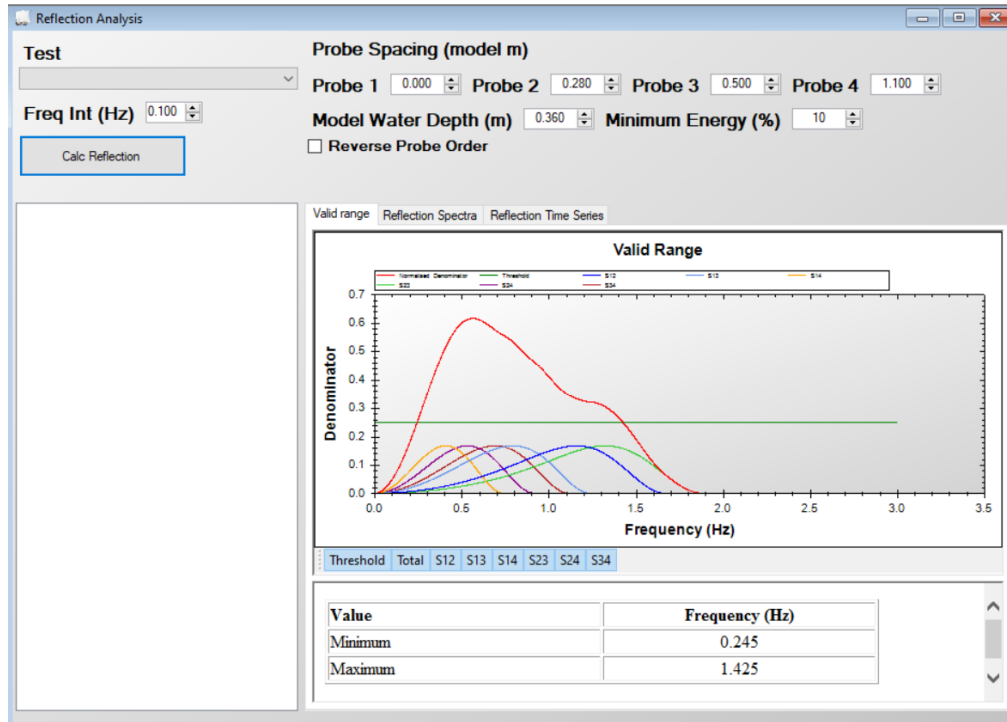 Reflection Analysis
Test
Freq Int (Hz) 0.100
Calc Reflection
Probe Spacing (model m)
Probe 1 0.000 Probe 2 0.280 Probe 3 0.500 Probe 4 1.100
Model Water Depth (m) 0.360 Minimum Energy (%) 10
Reverse Probe Order
Valid range Reflection Spectra Reflection Time Series
Valid Range
Normalised Denominator Threshold S12 S13 S14
S23 S24 S34
0.7
0.6
0.5
0.4
0.3
0.2
0.1
0.0
Denominator
0.0 0.5 1.0 1.5 2.0 2.5 3.0 3.5
Frequency (Hz)
Threshold Total S12 S13 S14 S23 S24 S34
Value Frequency (Hz)
Minimum 0.245
Maximum 1.425